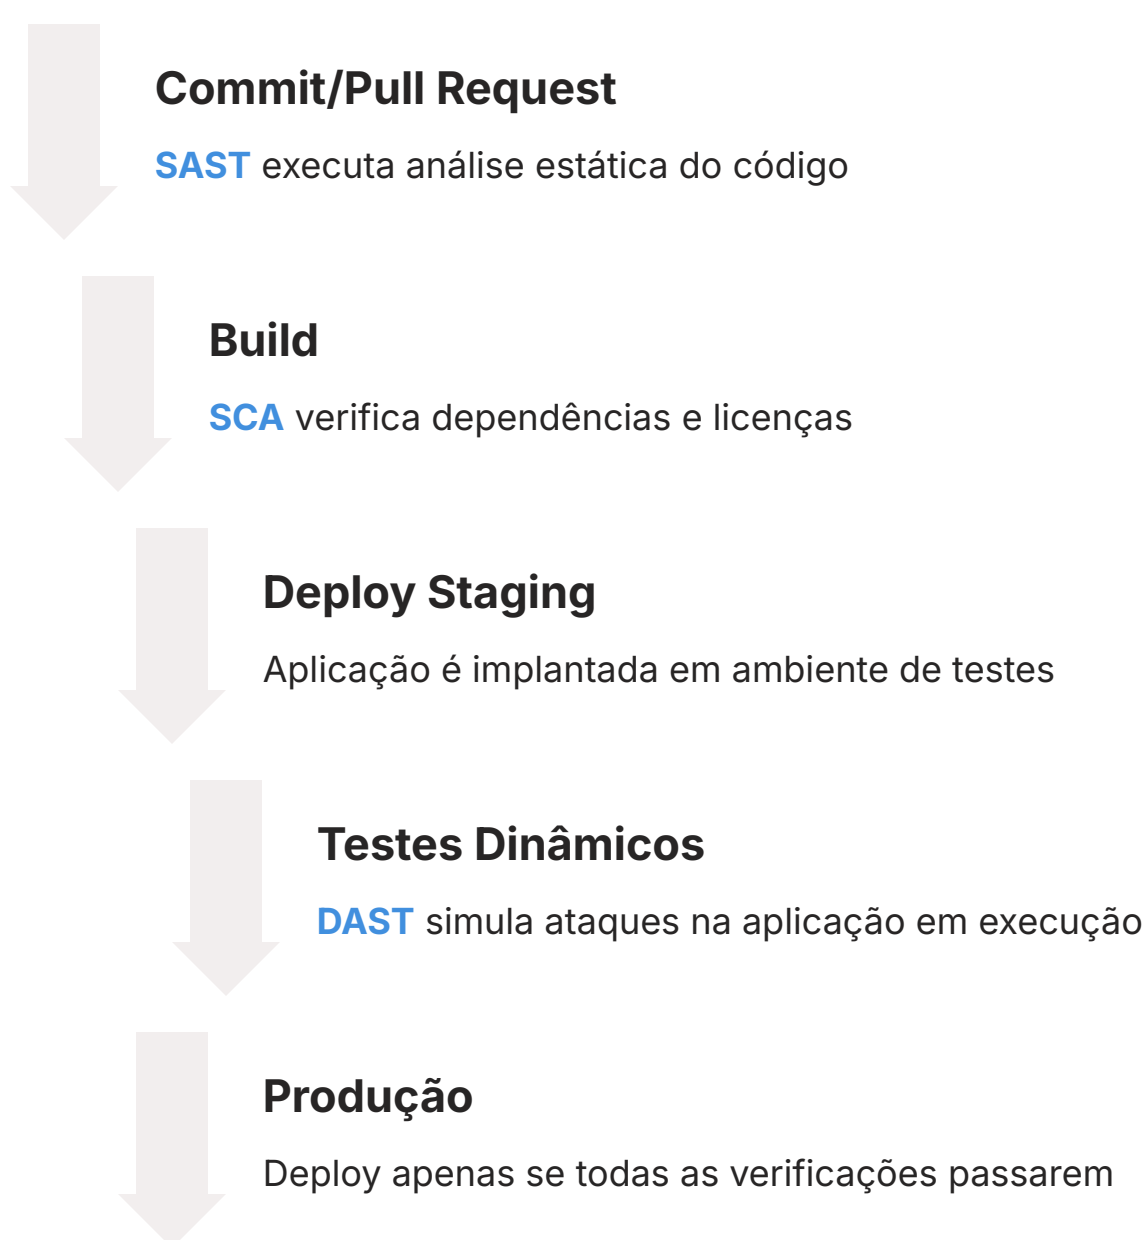 Commit/Pull Request
SAST executa análise estática do código
Build
SCA verifica dependências e licenças
Deploy Staging
Aplicação é implantada em ambiente de testes
Testes Dinâmicos
DAST simula ataques na aplicação em execução
Produção
Deploy apenas se todas as verificações passarem